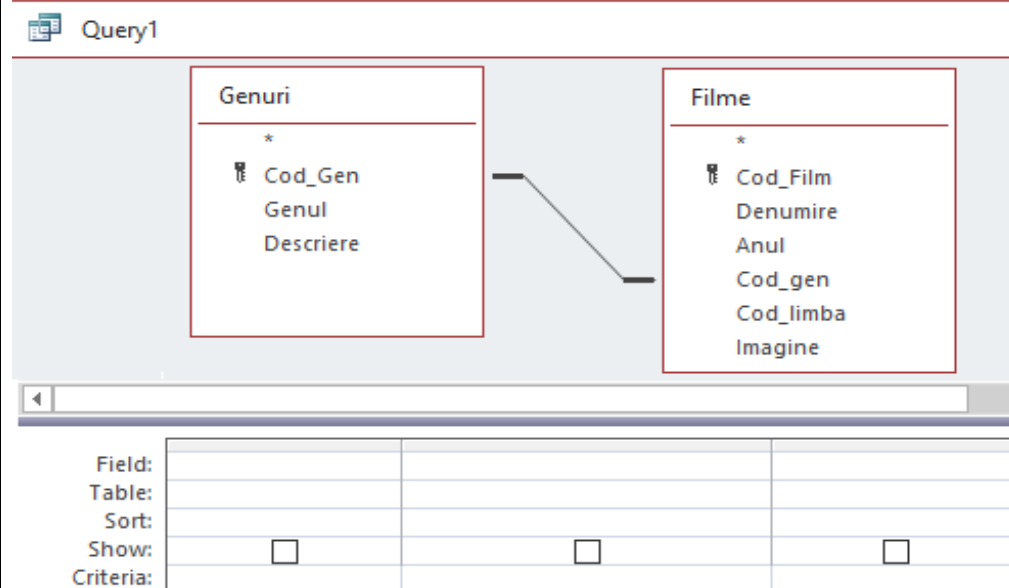 Query1
Genuri
*
Cod_Gen
Genul
Descriere
Filme
*
Cod_Film
Denumire
Anul
Cod_gen
Cod_limba
Imagine
Field:
Table:
Sort:
Show:
Criteria: